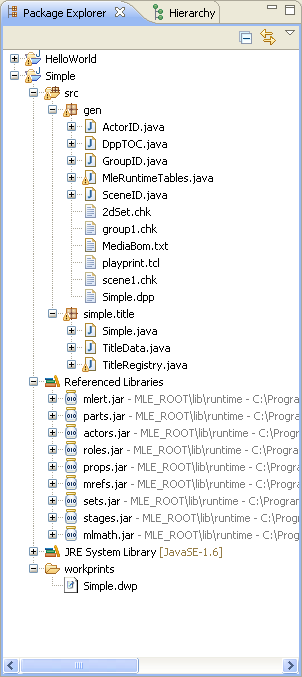 Package Explorer Hierarchy
HelloWorld
Simple
src
gen
ActorID.java
DppTOC.java
GroupID.java
MleRuntimeTables.java
SceneID.java
2dSet.chk
group1.chk
MediaBom.txt
playprint.tcl
scene1.chk
Simple.dpp
simple.title
Simple.java
TitleData.java
TitleRegistry.java
Referenced Libraries
mlert.jar - MLE_ROOT\lib\runtime - C:\Progra
parts.jar - MLE_ROOT\lib\runtime - C:\Progra
actors.jar - MLE_ROOT\lib\runtime - C:\Progr
roles.jar - MLE_ROOT\lib\runtime - C:\Progra
props.jar - MLE_ROOT\lib\runtime - C:\Progr
mrefs.jar - MLE_ROOT\lib\runtime - C:\Progr
sets.jar - MLE_ROOT\lib\runtime - C:\Progra
stages.jar - MLE_ROOT\lib\runtime - C:\Prog
mlmath.jar - MLE_ROOT\lib\runtime - C:\Prog
JRE System Library [JavaSE-1.6]
workprints
Simple.dwp